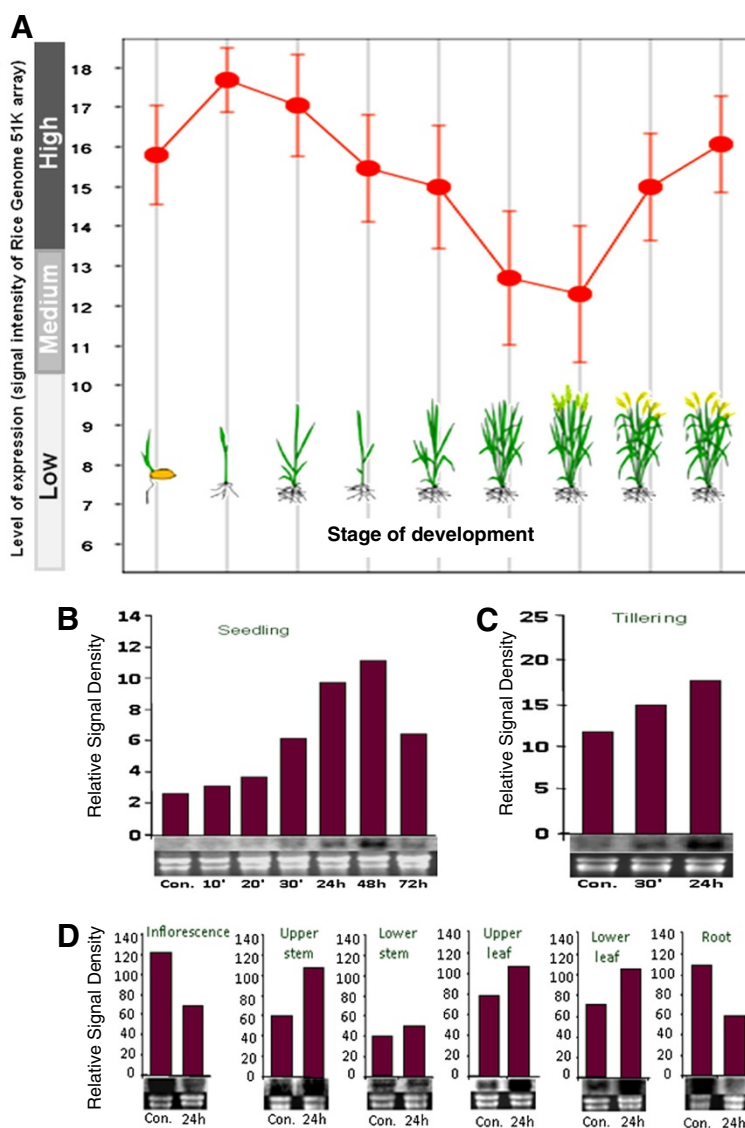 A
Level of expression (signal intensity of Rice Genome 51K array)
High
Medium
Low
18
17
16
15
14
13
12
11
10
9
8
7
6
Stage of development
B
Seedling
Relative Signal Density
14
12
10
8
6
4
2
0
Con. 10' 20' 30' 24h 48h 72h
C
Tillering
Relative Signal Density
25
20
15
10
5
0
Con. 30' 24h
D
Relative Signal Density
Inflorescence
140
120
100
80
60
40
20
0
Con. 24h
Upper
stem
140
120
100
80
60
40
20
0
Con. 24h
Lower
stem
140
120
100
80
60
40
20
0
Con. 24h
Upper
leaf
140
120
100
80
60
40
20
0
Con. 24h
Lower
leaf
140
120
100
80
60
40
20
0
Con. 24h
Root
140
120
100
80
60
40
20
0
Con. 24h